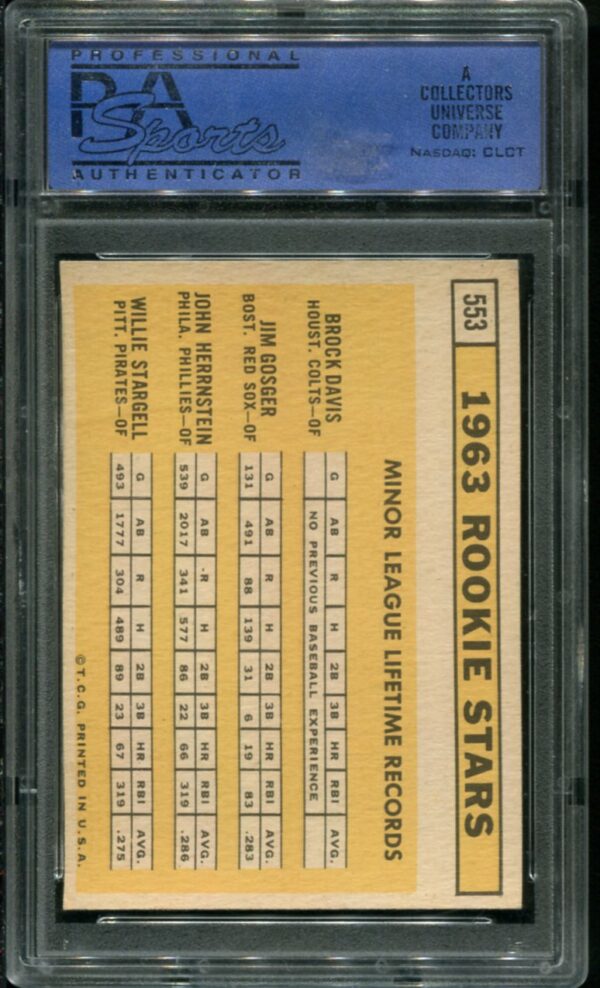 PROFESSIONAL
PSA
Sports
AUTHENTICATOR
A
COLLECTORS
UNIVERSE
COMPANY
NASDAQ: CLCT
553 1963 ROOKIE STARS
MINOR LEAGUE LIFETIME RECORDS
BROCK DAVIS
HOUST. COLTS—OF
G AB R H 2B 3B HR RBI AVG.
NO PREVIOUS BASEBALL EXPERIENCE
JIM GOSGER
BOST. RED SOX—OF
G AB R H 2B 3B HR RBI AVG.
131 491 88 139 31 6 19 83 .283
JOHN HERRNSTEIN
PHILA. PHILLIES—OF
G AB R H 2B 3B HR RBI AVG.
539 2017 341 577 86 22 66 319 .286
WILLIE STARGELL
PITT. PIRATES—OF
G AB R H 2B 3B HR RBI AVG.
493 1777 304 489 89 23 67 319 .275
© T.C.G. PRINTED IN U.S.A.